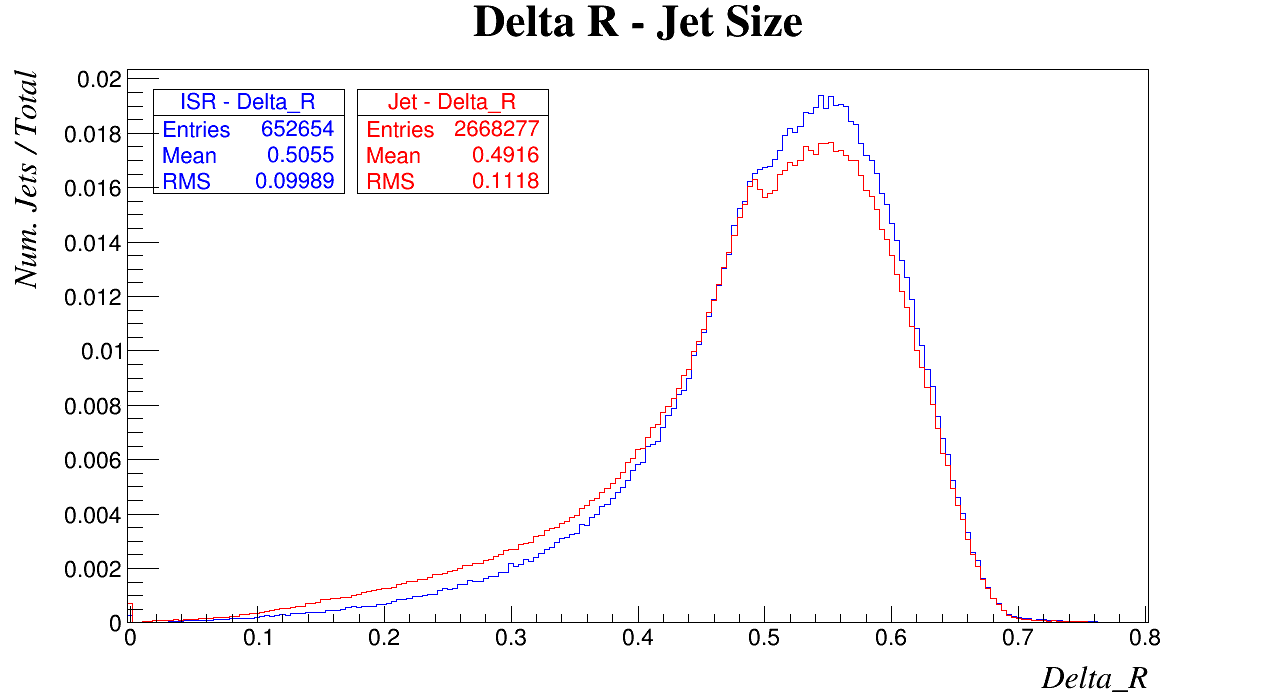 Delta R - Jet Size
Num. Jets / Total
0.02
0.018
0.016
0.014
0.012
0.01
0.008
0.006
0.004
0.002
0
ISR - Delta_R
Entries 652654
Mean 0.5055
RMS 0.09989
Jet - Delta_R
Entries 2668277
Mean 0.4916
RMS 0.1118
0 0.1 0.2 0.3 0.4 0.5 0.6 0.7 0.8
Delta_R